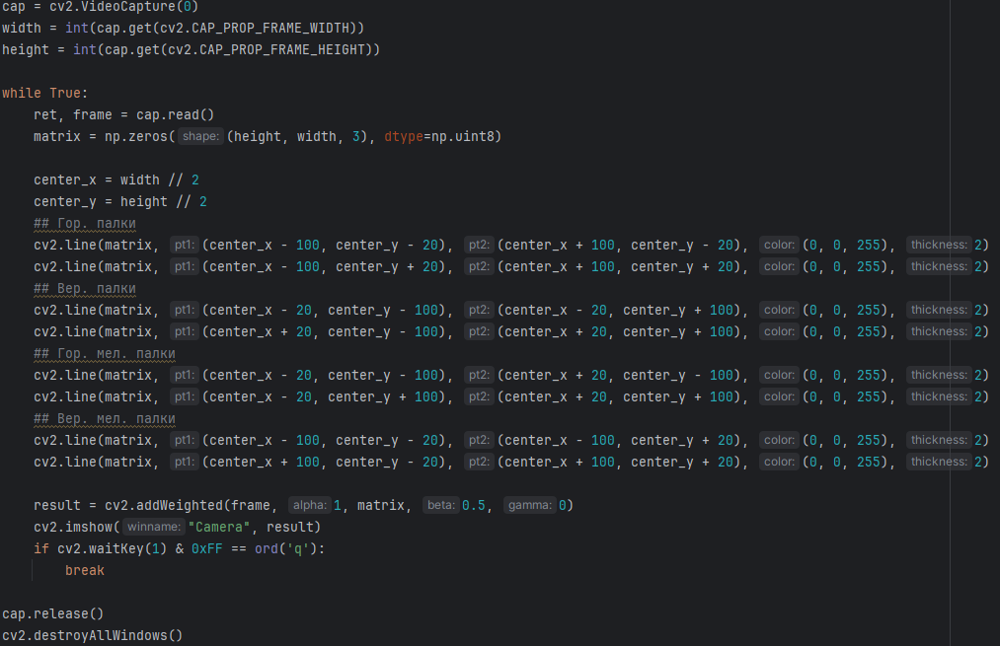 cap = cv2.VideoCapture(0)
width = int(cap.get(cv2.CAP_PROP_FRAME_WIDTH))
height = int(cap.get(cv2.CAP_PROP_FRAME_HEIGHT))
while True:
ret, frame = cap.read()
matrix = np.zeros( shape: (height, width, 3), dtype=np.uint8)
center_x = width // 2
center_y = height // 2
## Гор. палки
cv2.line(matrix, pt1: (center_x - 100, center_y - 20), pt2: (center_x + 100, center_y - 20), color: (0, 0, 255), thickness: 2)
cv2.line(matrix, pt1: (center_x - 100, center_y + 20), pt2: (center_x + 100, center_y + 20), color: (0, 0, 255), thickness: 2)
## Вер. палки
cv2.line(matrix, pt1: (center_x - 20, center_y - 100), pt2: (center_x - 20, center_y + 100), color: (0, 0, 255), thickness: 2)
cv2.line(matrix, pt1: (center_x + 20, center_y - 100), pt2: (center_x + 20, center_y + 100), color: (0, 0, 255), thickness: 2)
## Гор. мел. палки
cv2.line(matrix, pt1: (center_x - 20, center_y - 100), pt2: (center_x + 20, center_y - 100), color: (0, 0, 255), thickness: 2)
cv2.line(matrix, pt1: (center_x - 20, center_y + 100), pt2: (center_x + 20, center_y + 100), color: (0, 0, 255), thickness: 2)
## Вер. мел. палки
cv2.line(matrix, pt1: (center_x - 100, center_y - 20), pt2: (center_x - 100, center_y + 20), color: (0, 0, 255), thickness: 2)
cv2.line(matrix, pt1: (center_x + 100, center_y - 20), pt2: (center_x + 100, center_y + 20), color: (0, 0, 255), thickness: 2)
result = cv2.addWeighted(frame, alpha: 1, matrix, beta: 0.5, gamma: 0)
cv2.imshow( winname: "Camera", result)
if cv2.waitKey(1) & 0xFF == ord('q'):
break
cap.release()
cv2.destroyAllWindows()